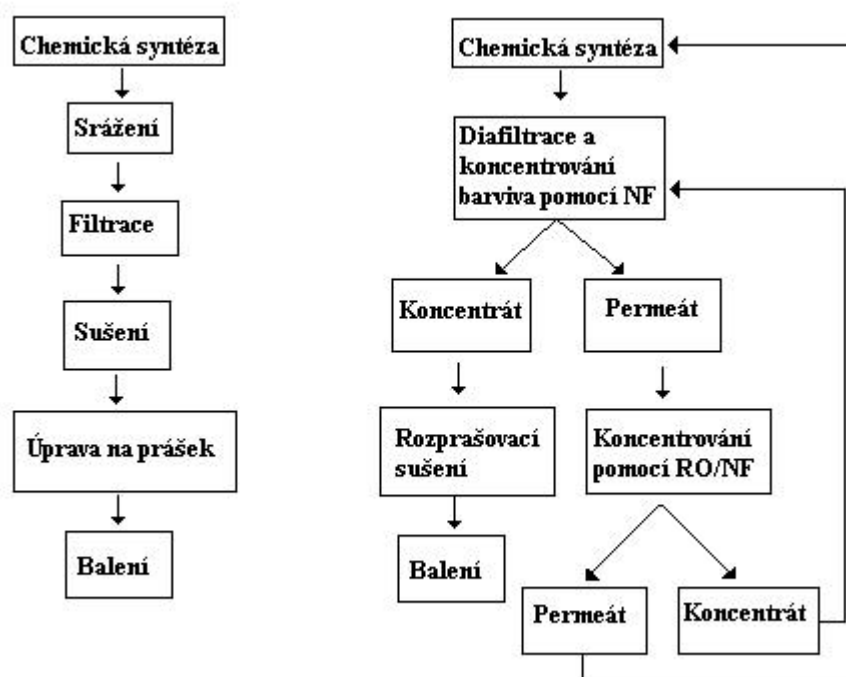 Chemická syntéza
Srážení
Filtrace
Sušení
Úprava na prášek
Balení
Chemická syntéza
Diafiltrace a
koncentrování
barviva pomocí NF
Koncentrát
Permeát
Rozprašovací
sušení
Koncentrování
pomocí RO/NF
Balení
Permeát
Koncentrát